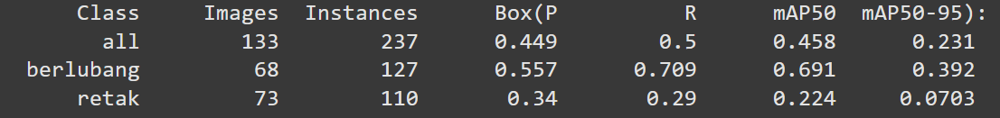 Class Images Instances Box(P R mAP50 mAP50-95):
all 133 237 0.449 0.5 0.458 0.231
berlubang 68 127 0.557 0.709 0.691 0.392
retak 73 110 0.34 0.29 0.224 0.0703